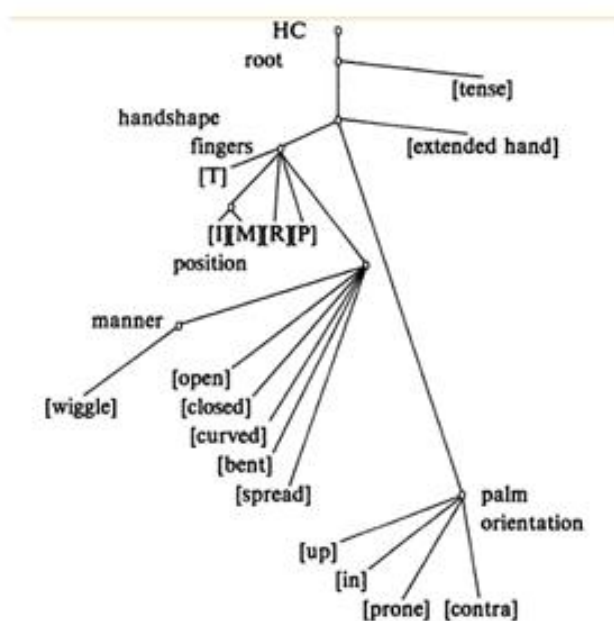 HC
root
[tense]
handshape
[extended hand]
fingers
[T]
[I][M][R][P]
position
manner
[open]
[wiggle]
[closed]
[curved]
[bent]
[spread]
palm
orientation
[up]
[in]
[prone] [contra]